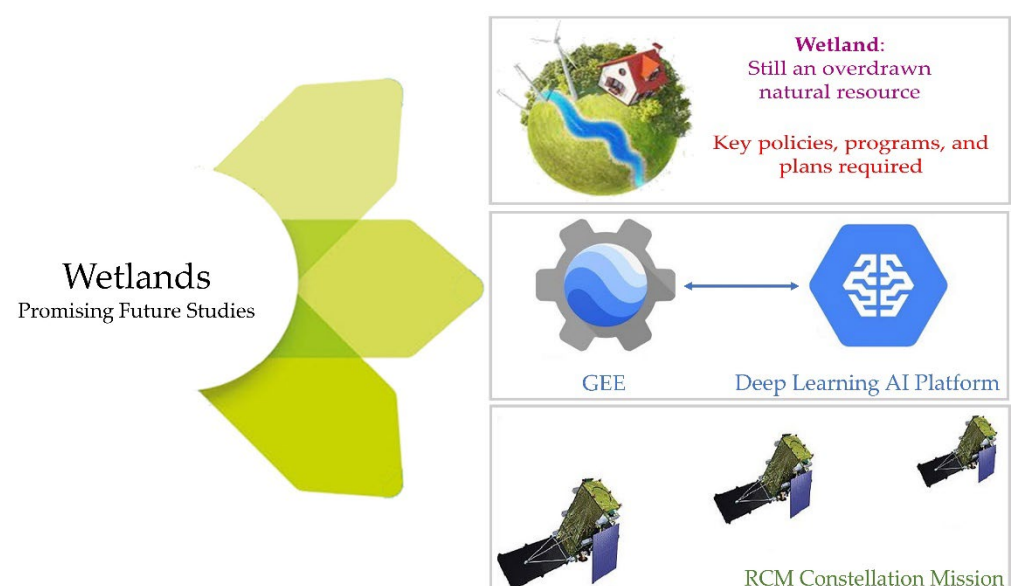 Wetlands
Promising Future Studies
Wetland:
Still an overdrawn
natural resource
Key policies, programs, and
plans required
GEE
Deep Learning AI Platform
RCM Constellation Mission